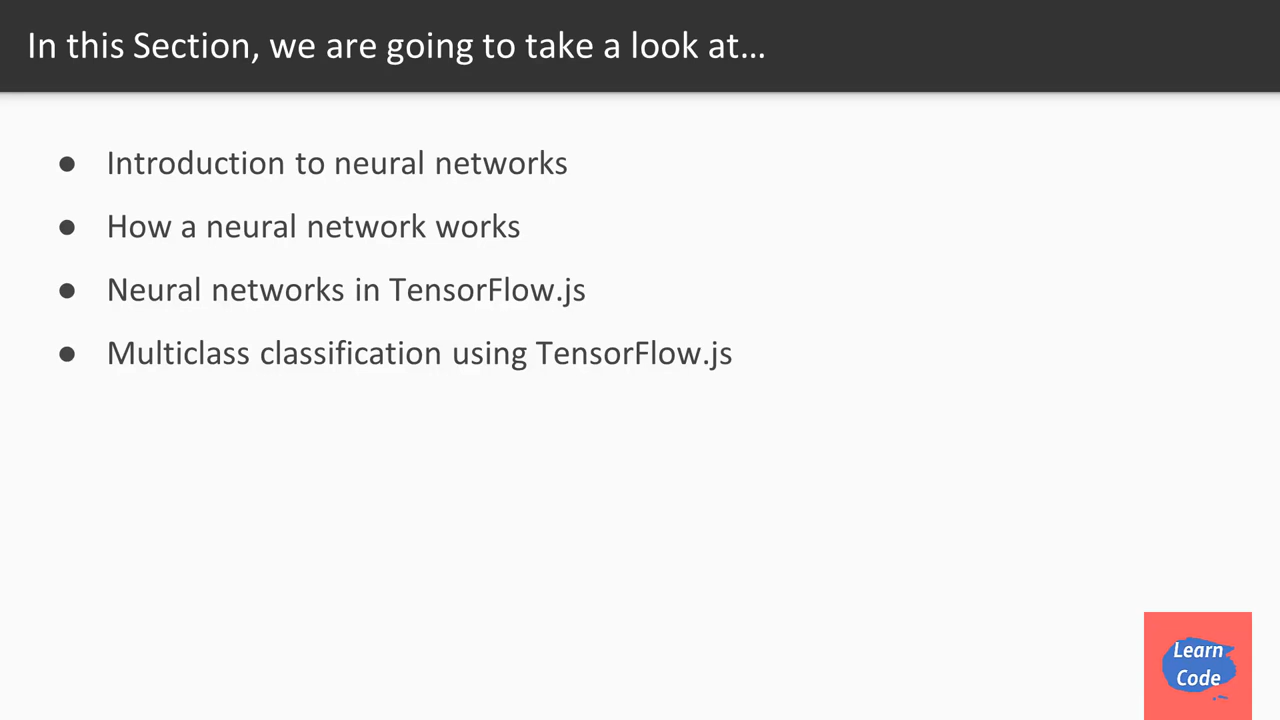 In this Section, we are going to take a look at…
● Introduction to neural networks
● How a neural network works
● Neural networks in TensorFlow.js
● Multiclass classification using TensorFlow.js
Learn
Code